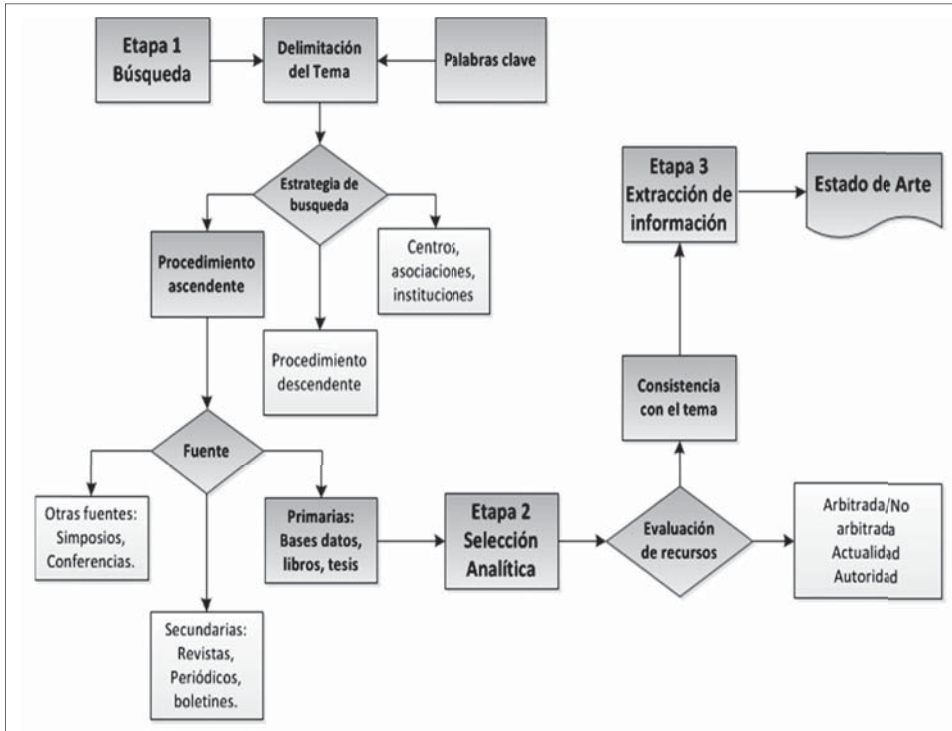 Etapa 1
Búsqueda
Delimitación
del Tema
Palabras clave
Estrategia de
busqueda
Procedimiento
ascendente
Centros,
asociaciones,
instituciones
Procedimiento
descendente
Fuente
Otras fuentes:
Simposios,
Conferencias.
Secundarias:
Revistas,
Periódicos,
boletines.
Primarias:
Bases datos,
libros, tesis
Etapa 2
Selección
Analítica
Evaluación
de recursos
Arbitrada/No
arbitrada
Actualidad
Autoridad
Consistencia
con el tema
Etapa 3
Extracción de
información
Estado de Arte